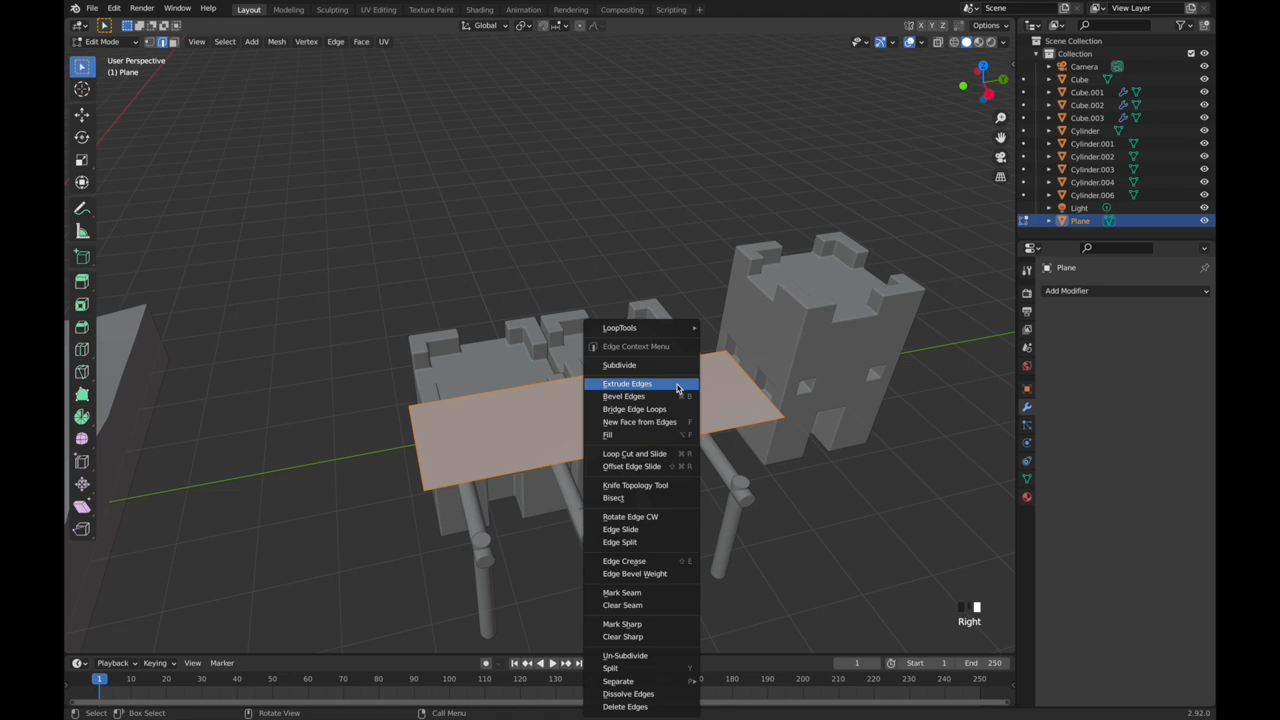 File Edit Render Window Help
Layout Modeling Sculpting UV Editing Texture Paint Shading Animation Rendering Compositing Scripting +
Scene
View Layer
Global
X Y Z
Options
Edit Mode
View Select Add Mesh Vertex Edge Face UV
User Perspective
(1) Plane
Z
Y
X
Scene Collection
Collection
Camera
Cube
Cube.001
Cube.002
Cube.003
Cylinder
Cylinder.001
Cylinder.002
Cylinder.003
Cylinder.004
Cylinder.006
Light
Plane
Plane
Add Modifier
LoopTools
Edge Context Menu
Subdivide
Extrude Edges
Bevel Edges ⌘ B
Bridge Edge Loops
New Face from Edges F
Fill ⌥ F
Loop Cut and Slide ⌘ R
Offset Edge Slide ⇧ ⌘ R
Knife Topology Tool
Bisect
Rotate Edge CW
Edge Slide
Edge Split
Edge Crease ⇧ E
Edge Bevel Weight
Mark Seam
Clear Seam
Mark Sharp
Clear Sharp
Un-Subdivide
Split Y
Separate P
Dissolve Edges
Delete Edges
Right
Playback Keying View Marker
1 Start 1 End 250
1 10 20 30 40 50 60 70 180 190 200 210 220 230 240 250
Select Box Select Rotate View Call Menu 2.92.0